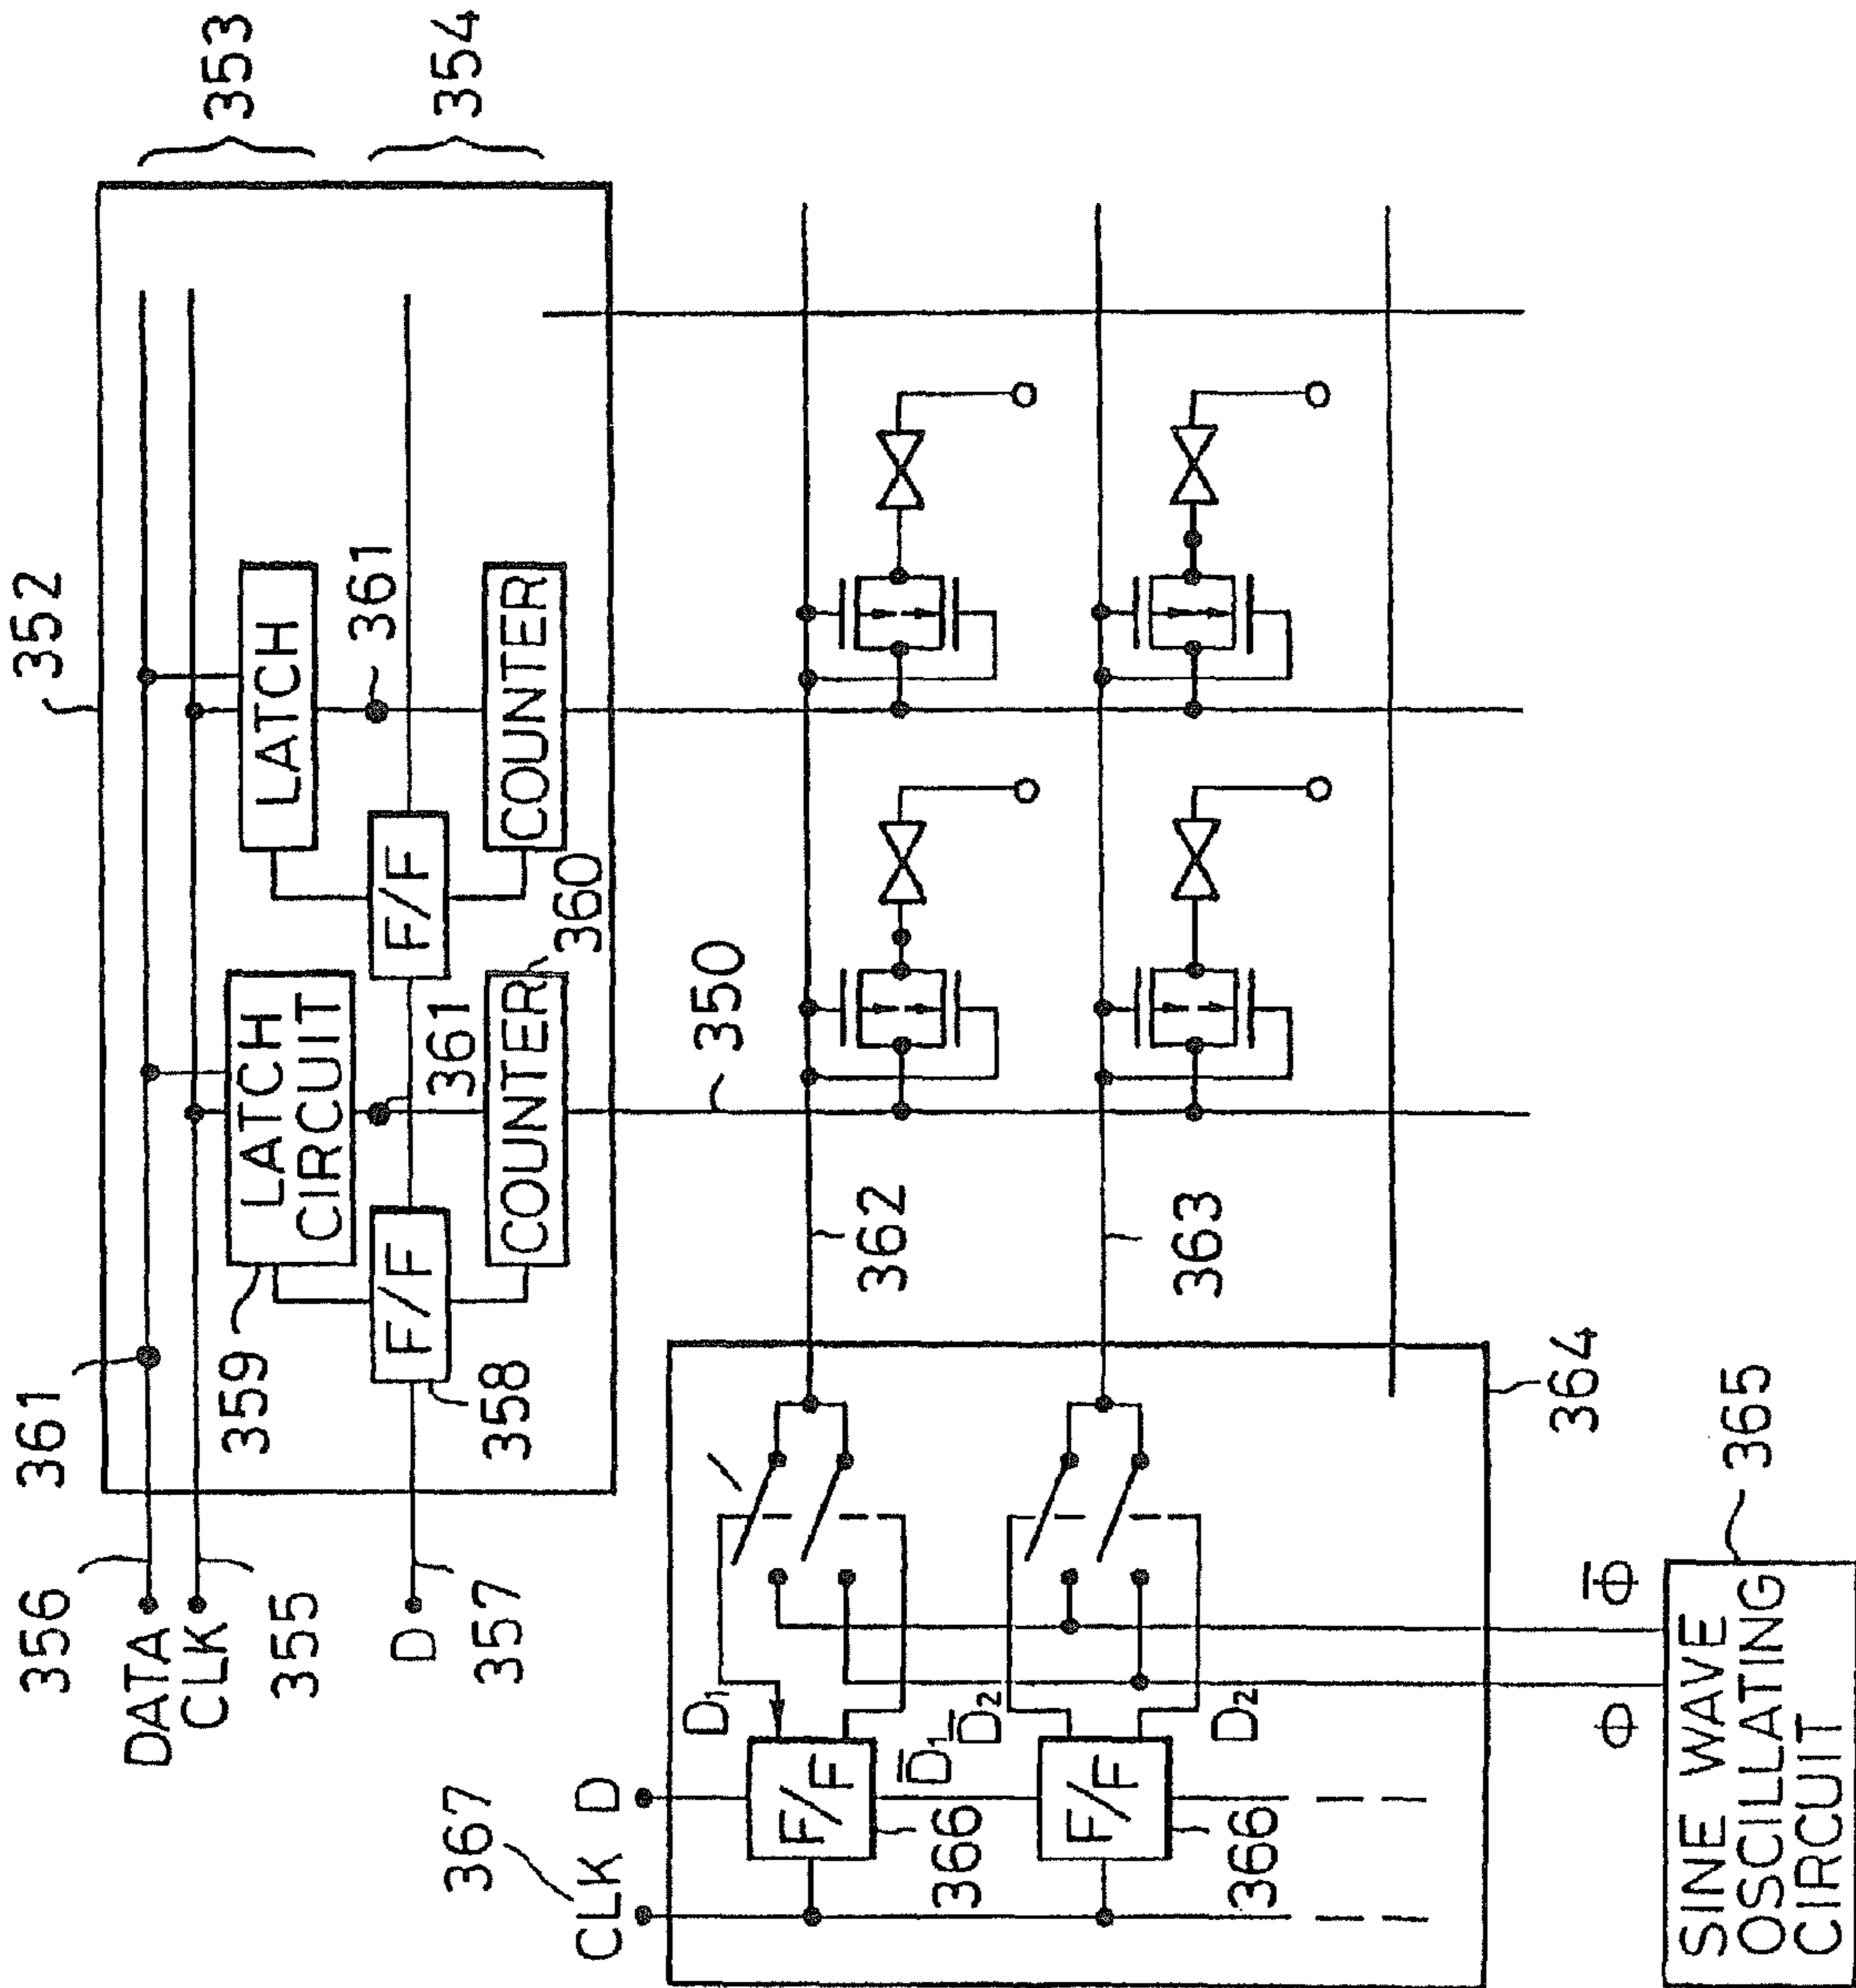 352
353
354
361
356
DATA
CLK
355
D
357
359
LATCH
CIRCUIT
LATCH
361
361
F/F
358
F/F
COUNTER
360
COUNTER
350
362
363
367
CLK D
F/F
366
F/F
366
D₁
D̅₁
D̅₂
D₂
364
Φ
Φ̅
365
SINE WAVE
OSCILLATING
CIRCUIT